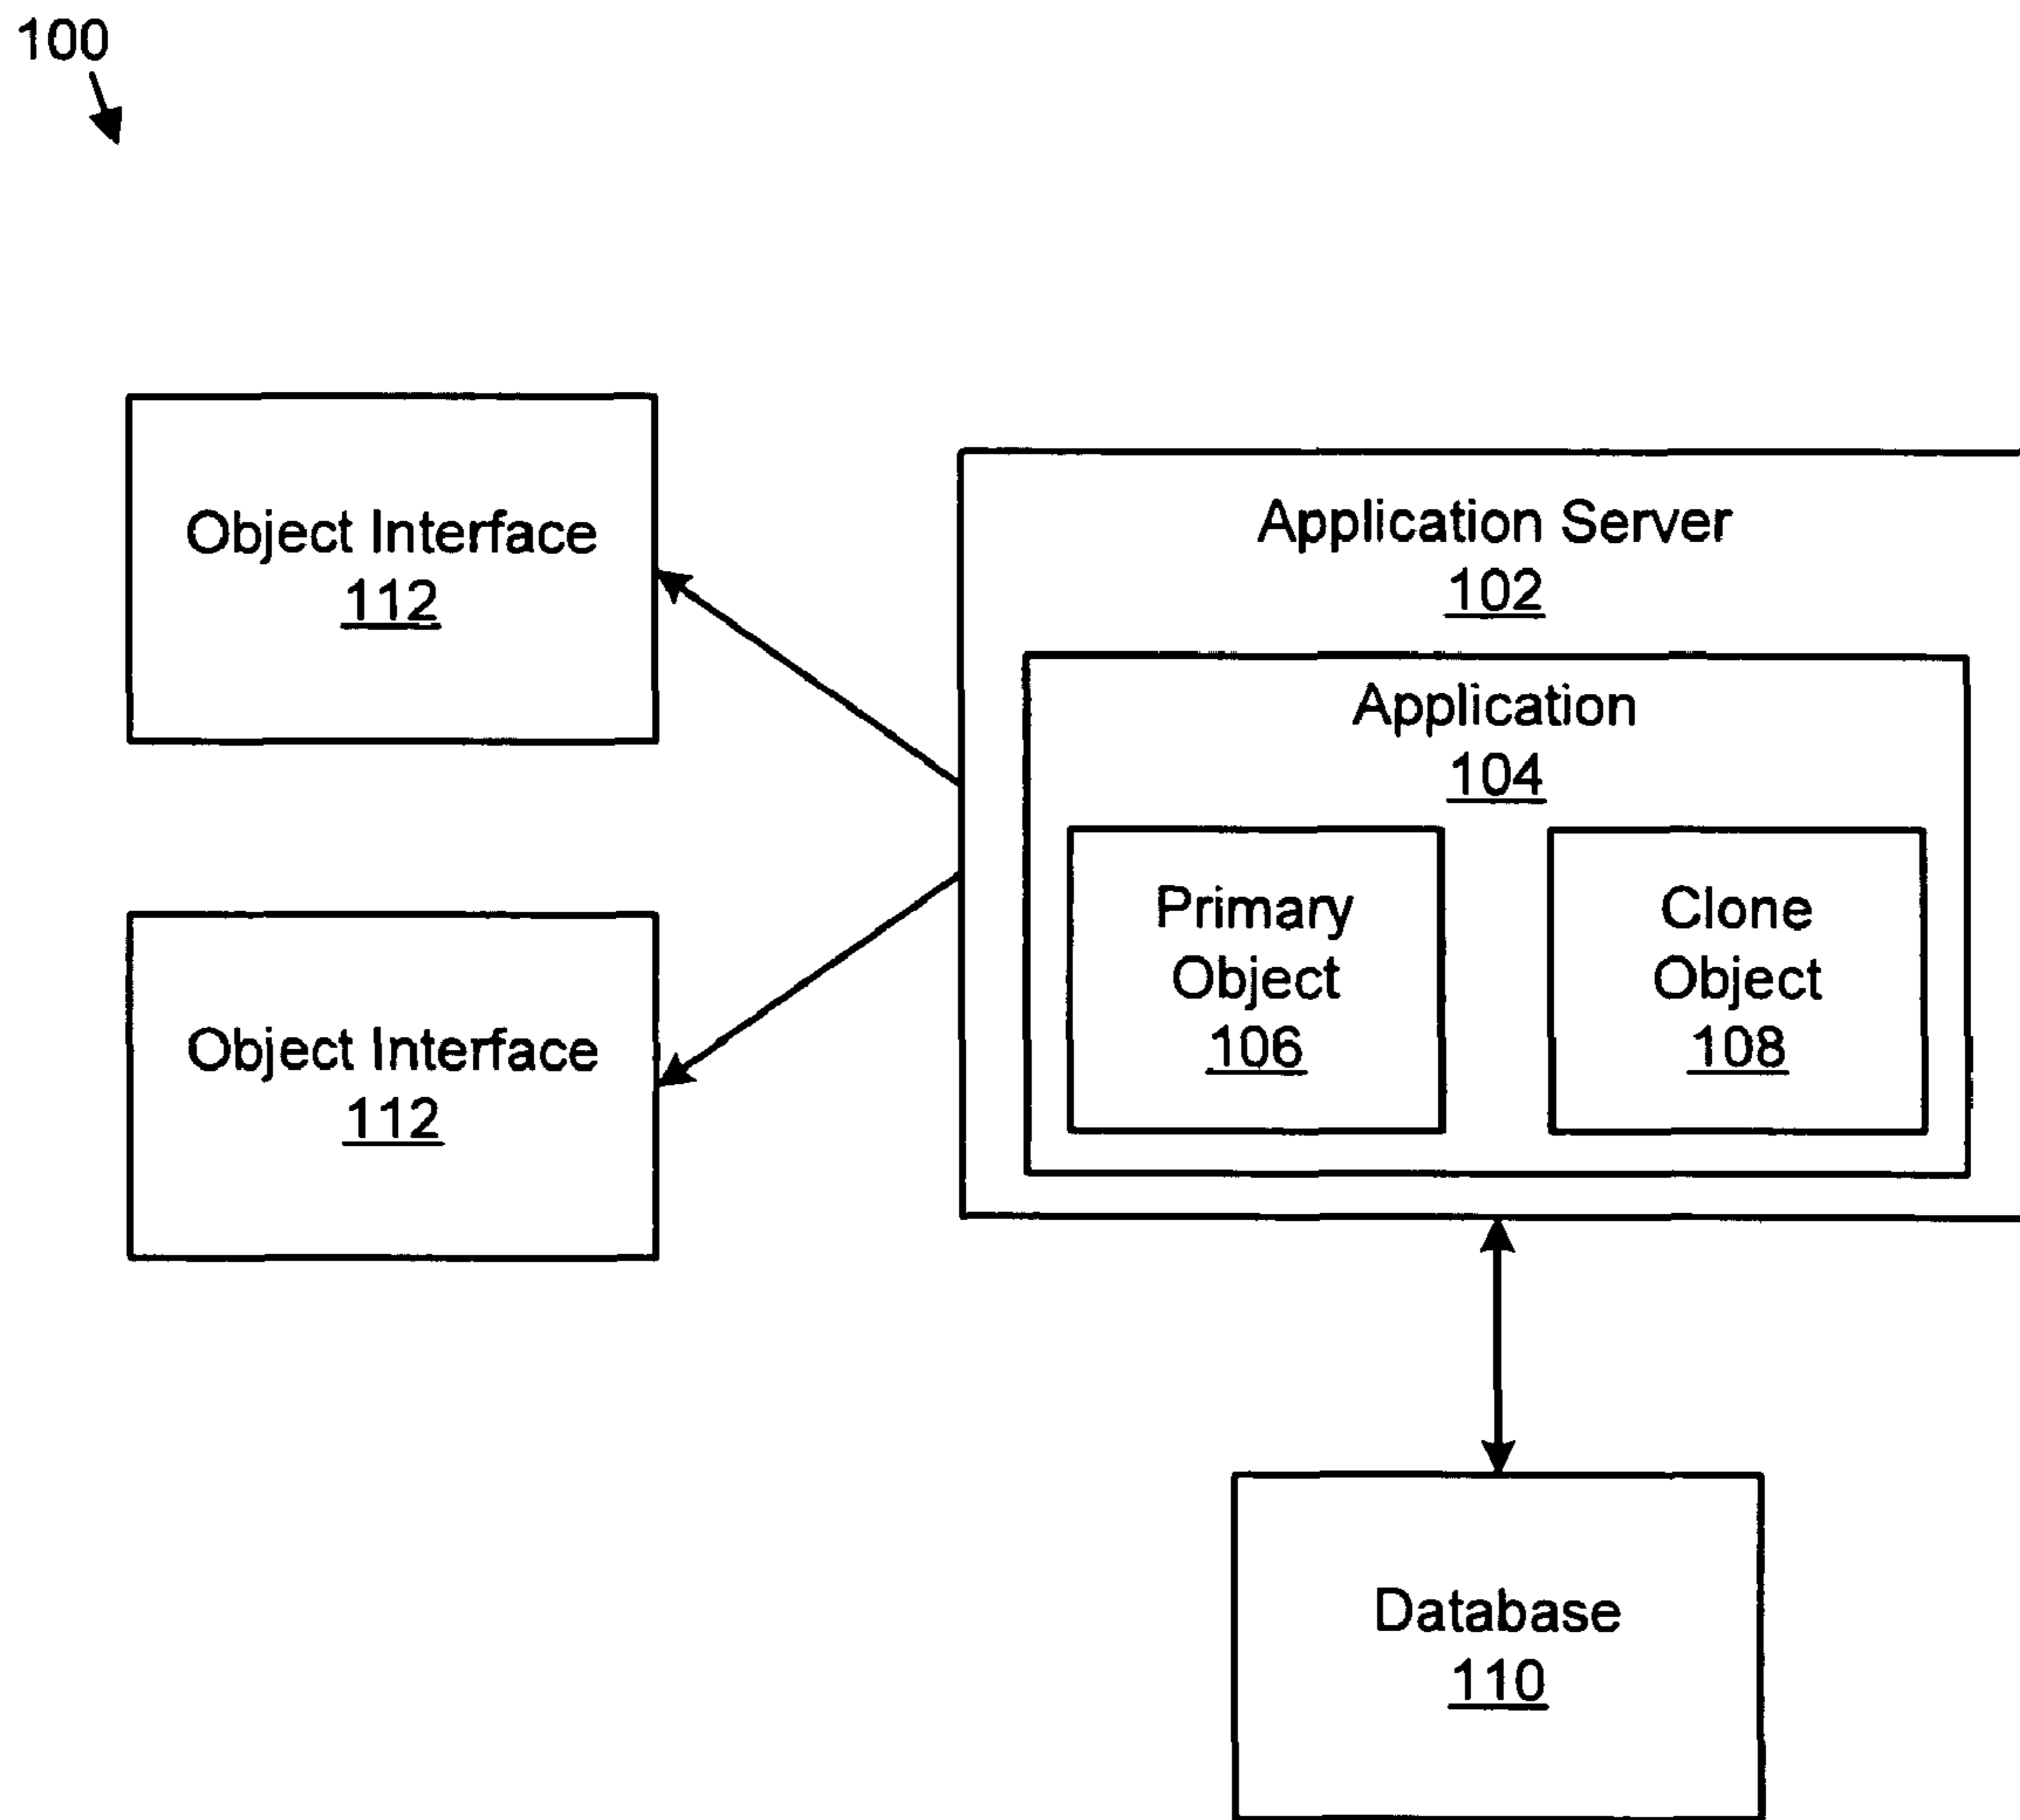 100
Object Interface
112
Application Server
102
Application
104
Primary
Object
106
Clone
Object
108
Object Interface
112
Database
110